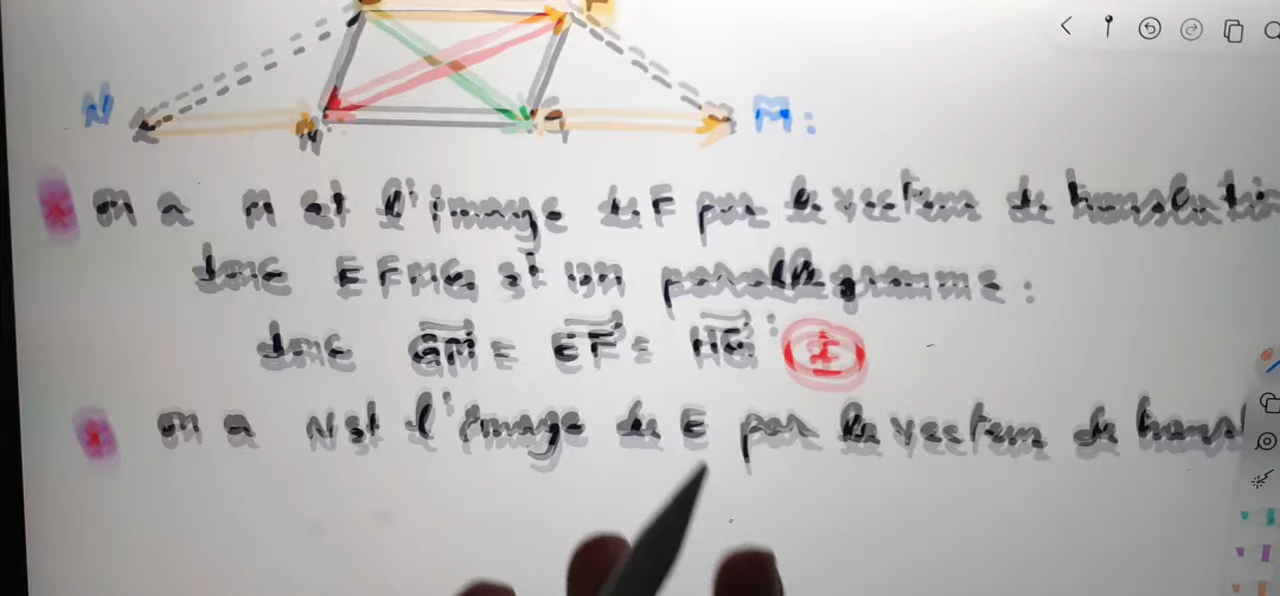 E F
N H G M :
on a M est l'image de F par le vecteur de translation
donc EFMG est un parallélogramme :
donc GM = EF = HG : 1
on a N est l'image de E par le vecteur de transl